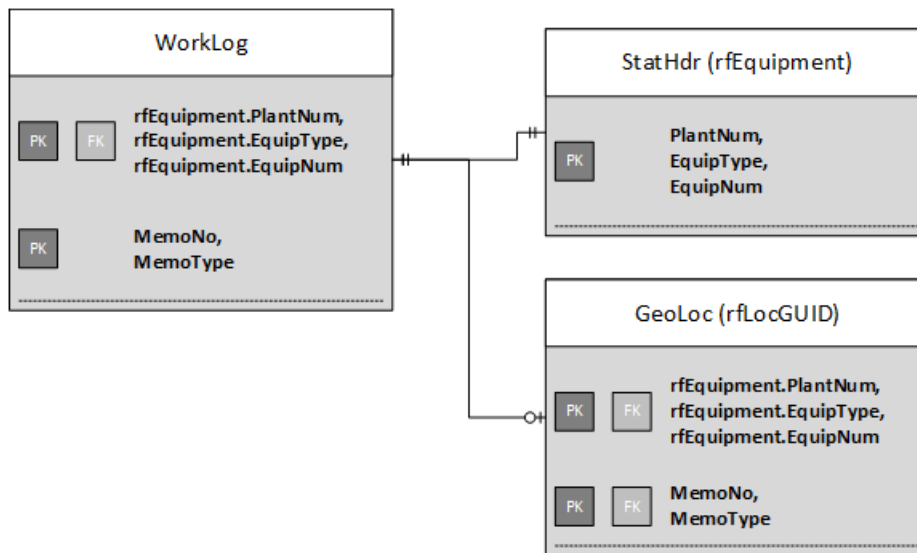 WorkLog
PK
FK
rfEquipment.PlantNum,
rfEquipment.EquipType,
rfEquipment.EquipNum
PK
MemoNo,
MemoType
StatHdr (rfEquipment)
PK
PlantNum,
EquipType,
EquipNum
GeoLoc (rfLocGUID)
PK
FK
rfEquipment.PlantNum,
rfEquipment.EquipType,
rfEquipment.EquipNum
PK
FK
MemoNo,
MemoType